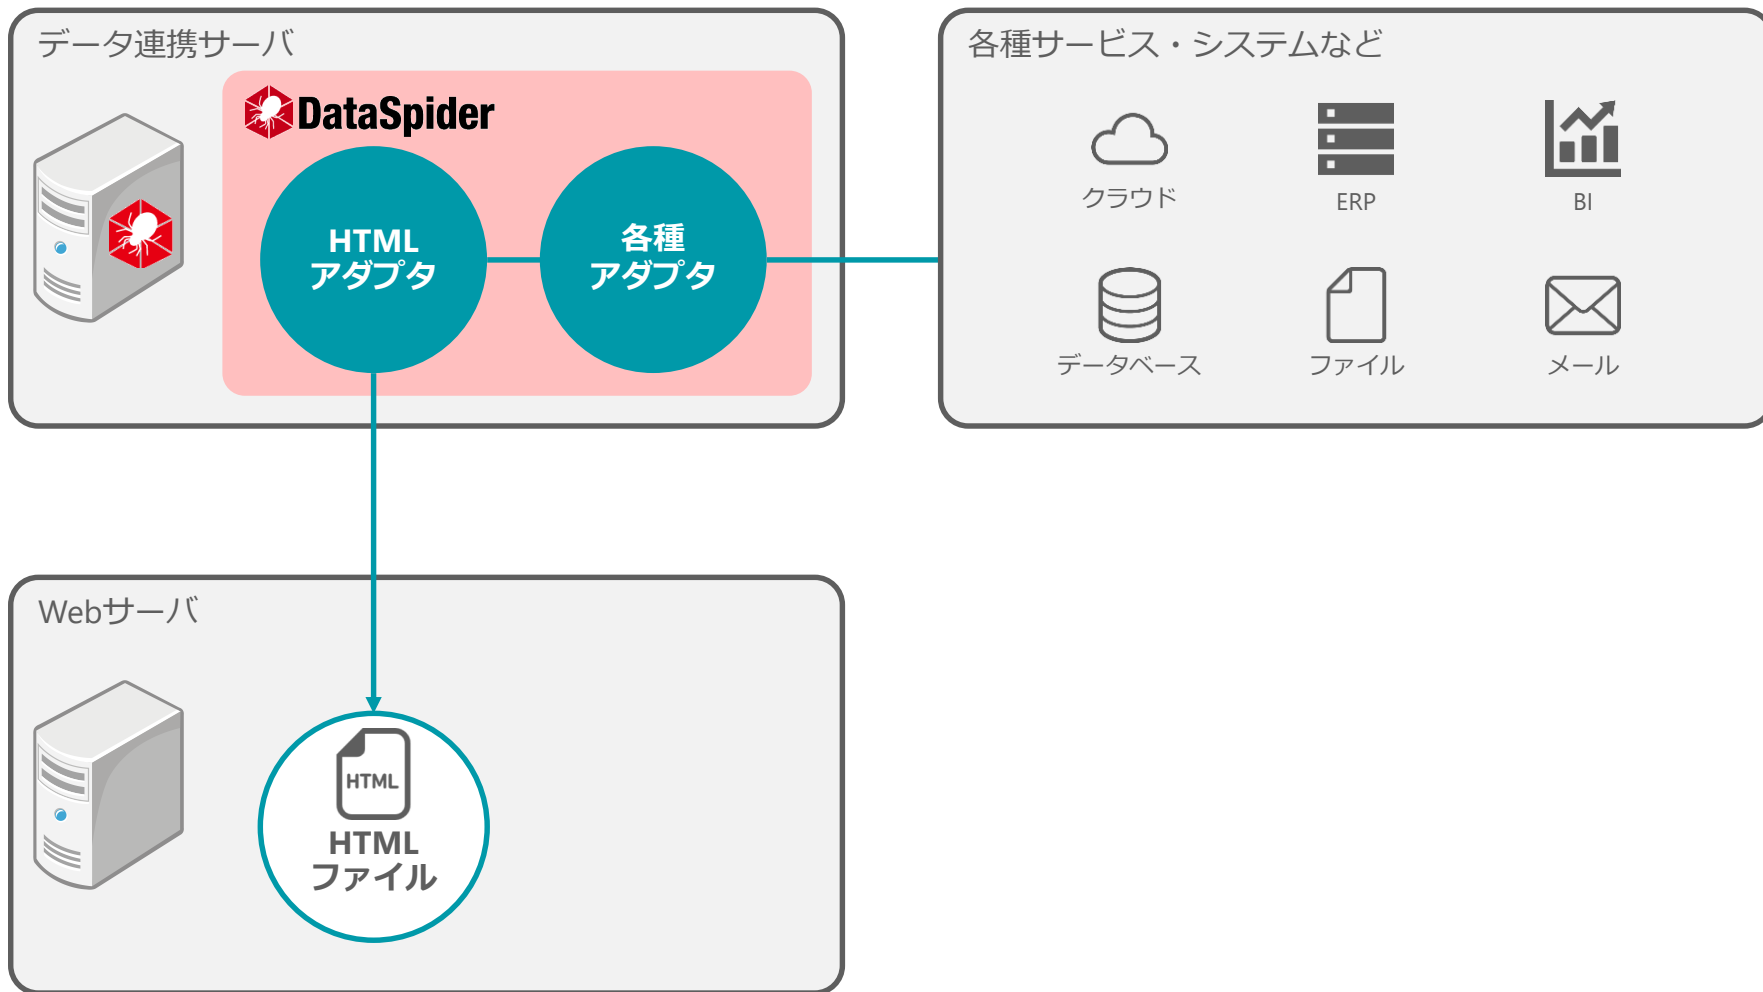 データ連携サーバ
DataSpider
HTML
アダプタ
各種
アダプタ
各種サービス・システムなど
クラウド
ERP
BI
データベース
ファイル
メール
Webサーバ
HTML
HTML
ファイル